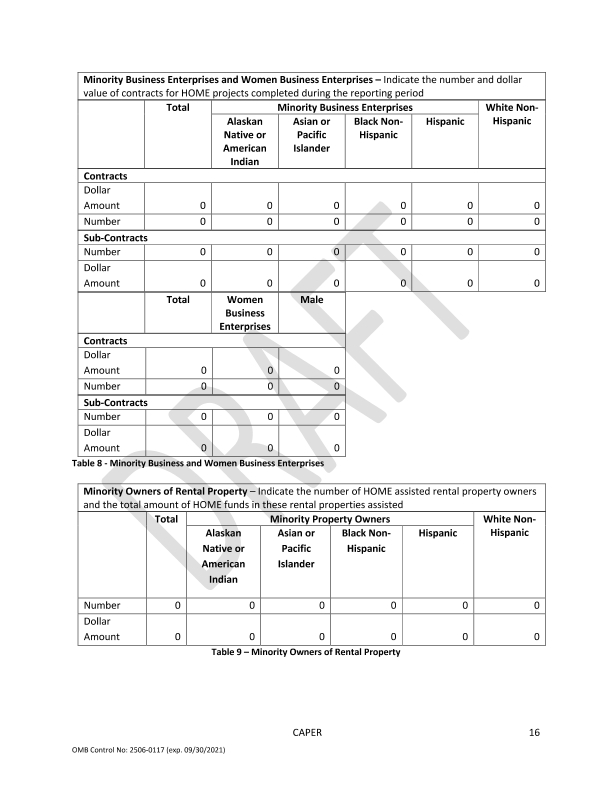 Minority Business Enterprises and Women Business Enterprises – Indicate the number and dollar
value of contracts for HOME projects completed during the reporting period
Total Minority Business Enterprises White Non-
Hispanic
Alaskan
Native or
American
Indian
Asian or
Pacific
Islander
Black Non-
Hispanic
Hispanic
Contracts
Dollar
Amount 0 0 0 0 0 0
Number 0 0 0 0 0 0
Sub-Contracts
Number 0 0 0 0 0 0
Dollar
Amount 0 0 0 0 0 0
Total Women
Business
Enterprises
Male
Contracts
Dollar
Amount 0 0 0
Number 0 0 0
Sub-Contracts
Number 0 0 0
Dollar
Amount 0 0 0
Table 8 - Minority Business and Women Business Enterprises
Minority Owners of Rental Property – Indicate the number of HOME assisted rental property owners
and the total amount of HOME funds in these rental properties assisted
Total Minority Property Owners White Non-
Hispanic
Alaskan
Native or
American
Indian
Asian or
Pacific
Islander
Black Non-
Hispanic
Hispanic
Number 0 0 0 0 0 0
Dollar
Amount 0 0 0 0 0 0
Table 9 – Minority Owners of Rental Property
DRAFT
CAPER 16
OMB Control No: 2506-0117 (exp. 09/30/2021)